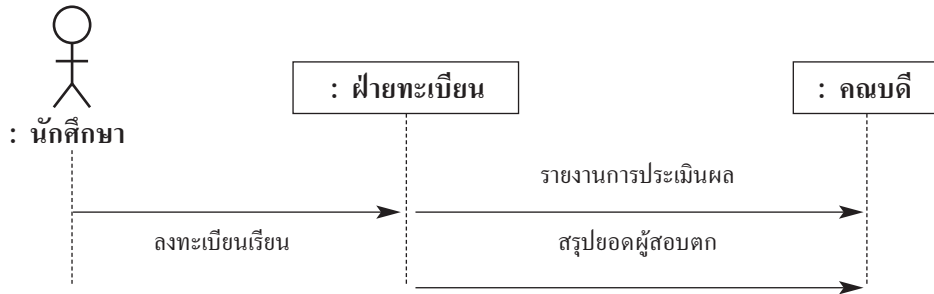 : ฝ่ายทะเบียน
: คณบดี
: นักศึกษา
รายงานการประเมินผล
ลงทะเบียนเรียน
สรุปยอดผู้สอบตก